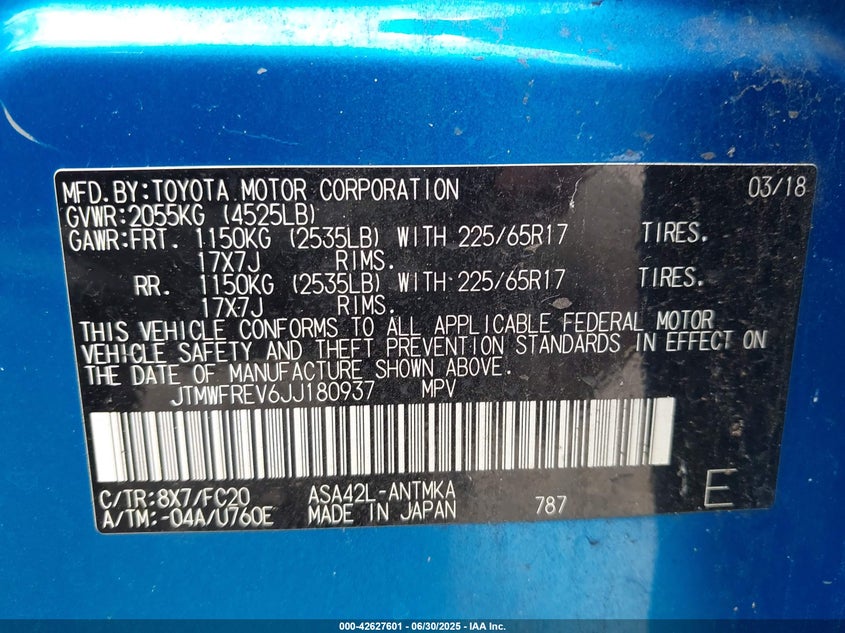 MFD.BY:TOYOTA MOTOR CORPORATION 03/18
GVWR:2055KG (4525LB)
GAWR:FRT. 1150KG (2535LB) WITH 225/65R17 TIRES.
17X7J RIMS.
RR. 1150KG (2535LB) WITH 225/65R17 TIRES.
17X7J RIMS.
THIS VEHICLE CONFORMS TO ALL APPLICABLE FEDERAL MOTOR
VEHICLE SAFETY AND THEFT PREVENTION STANDARDS IN EFFECT ON
THE DATE OF MANUFACTURE SHOWN ABOVE.
JTMWFREV6JJ180937 MPV
C/TR:8X7/FC20 ASA42L-ANTMKA
A/TM:-04A/U760E MADE IN JAPAN 787 E
000-42627601 / 06/30/2025 - IAA Inc.